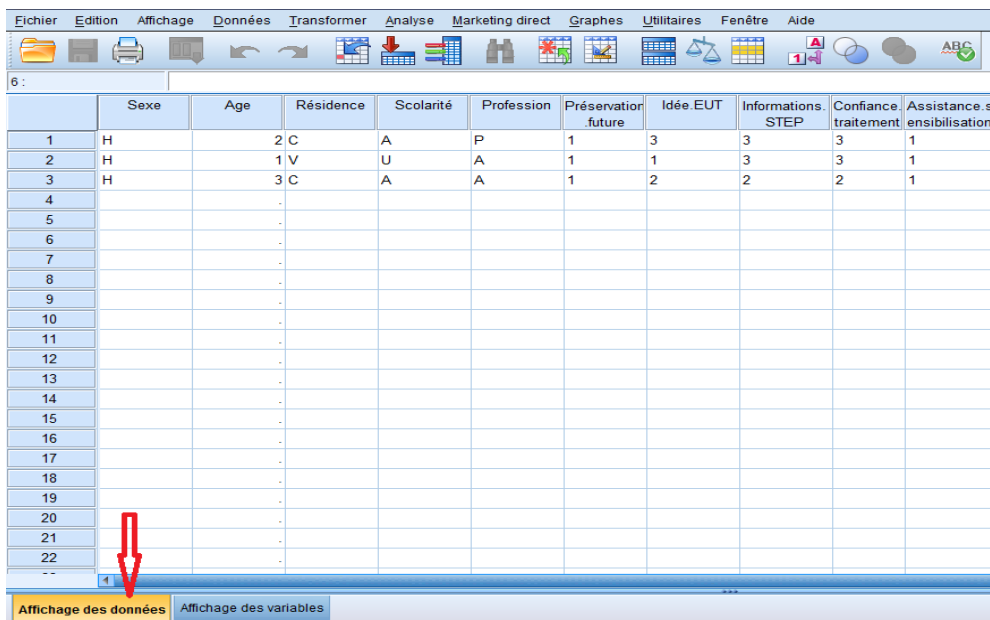 Fichier Edition Affichage Données Transformer Analyse Marketing direct Graphes Utilitaires Fenêtre Aide
A
1
ABC
6 :
Sexe Age Résidence Scolarité Profession Préservation.future Idée.EUT Informations.STEP Confiance.traitement Assistance.sensibilisation
1 H 2 C A P 1 3 3 3 1
2 H 1 V U A 1 1 3 3 1
3 H 3 C A A 1 2 2 2 1
4 .
5 .
6 .
7 .
8 .
9 .
10 .
11 .
12 .
13 .
14 .
15 .
16 .
17 .
18 .
19 .
20 .
21 .
22 .
Affichage des données Affichage des variables